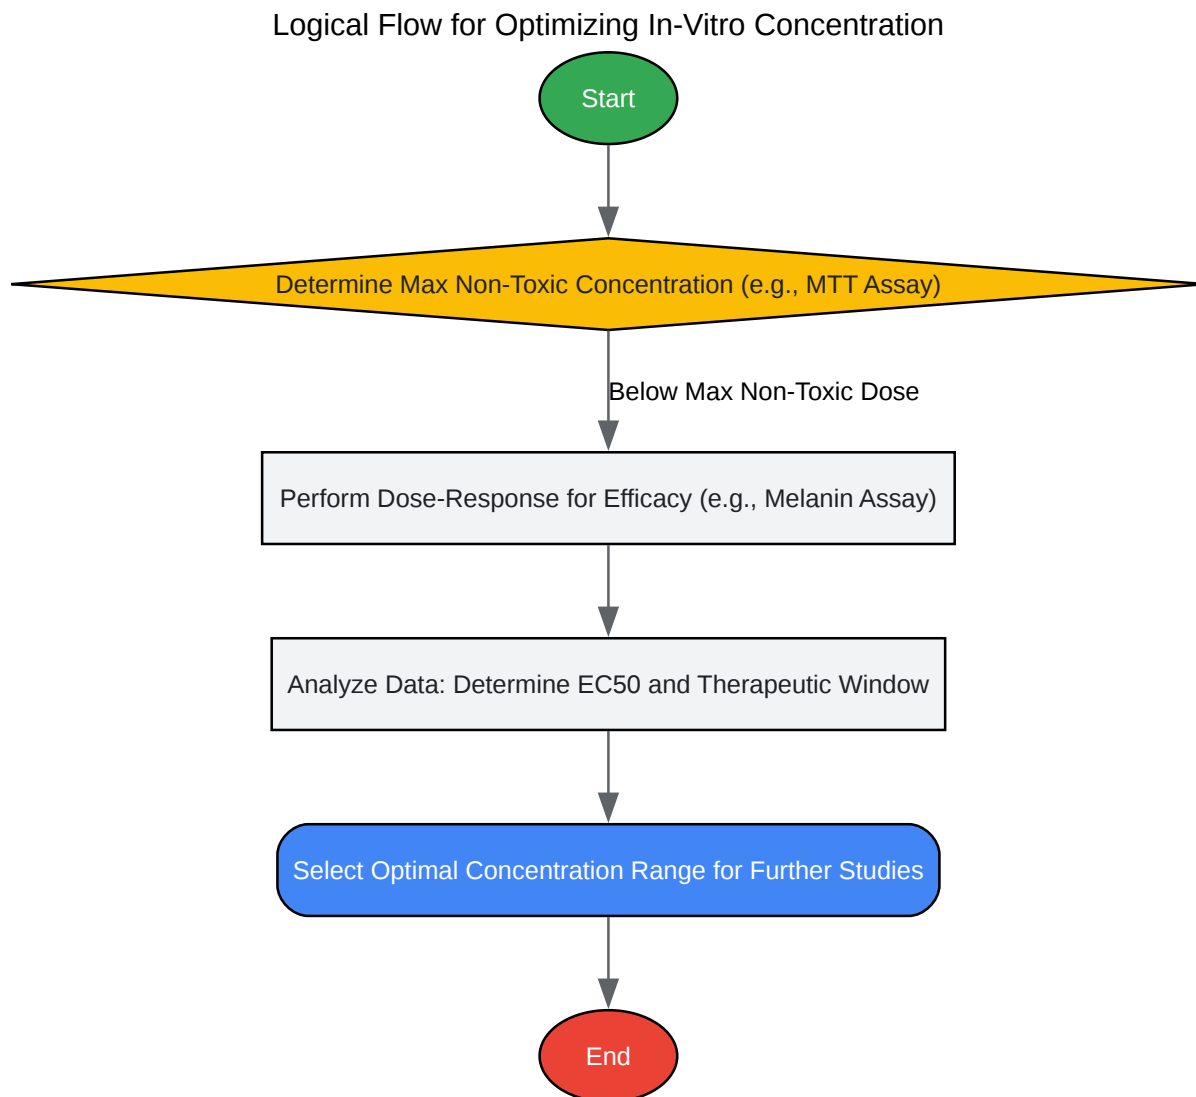 Logical Flow for Optimizing In-Vitro Concentration
Start
Determine Max Non-Toxic Concentration (e.g., MTT Assay)
Below Max Non-Toxic Dose
Perform Dose-Response for Efficacy (e.g., Melanin Assay)
Analyze Data: Determine EC50 and Therapeutic Window
Select Optimal Concentration Range for Further Studies
End